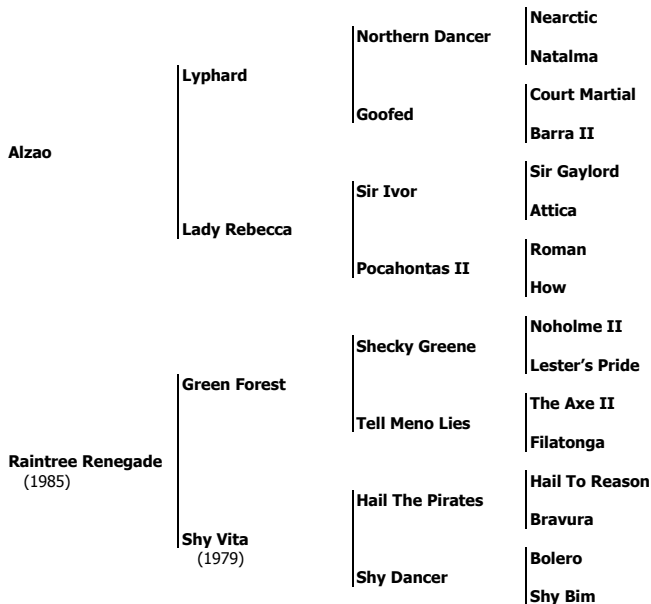 Nearctic
Northern Dancer
Natalma
Lyphard
Court Martial
Goofed
Barra II
Alzao
Sir Gaylord
Sir Ivor
Attica
Lady Rebecca
Roman
Pocahontas II
How
Noholme II
Shecky Greene
Lester's Pride
Green Forest
The Axe II
Tell Meno Lies
Filatonga
Raintree Renegade
(1985)
Hail To Reason
Hail The Pirates
Bravura
Shy Vita
(1979)
Bolero
Shy Dancer
Shy Bim